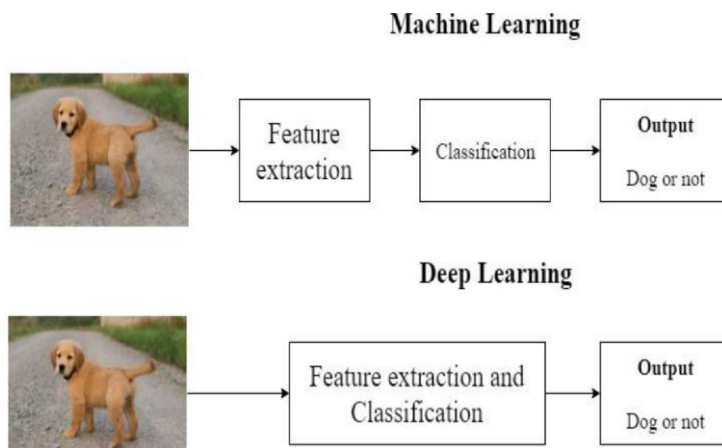 Machine Learning
Feature
extraction
Classification
Output
Dog or not
Deep Learning
Feature extraction and
Classification
Output
Dog or not